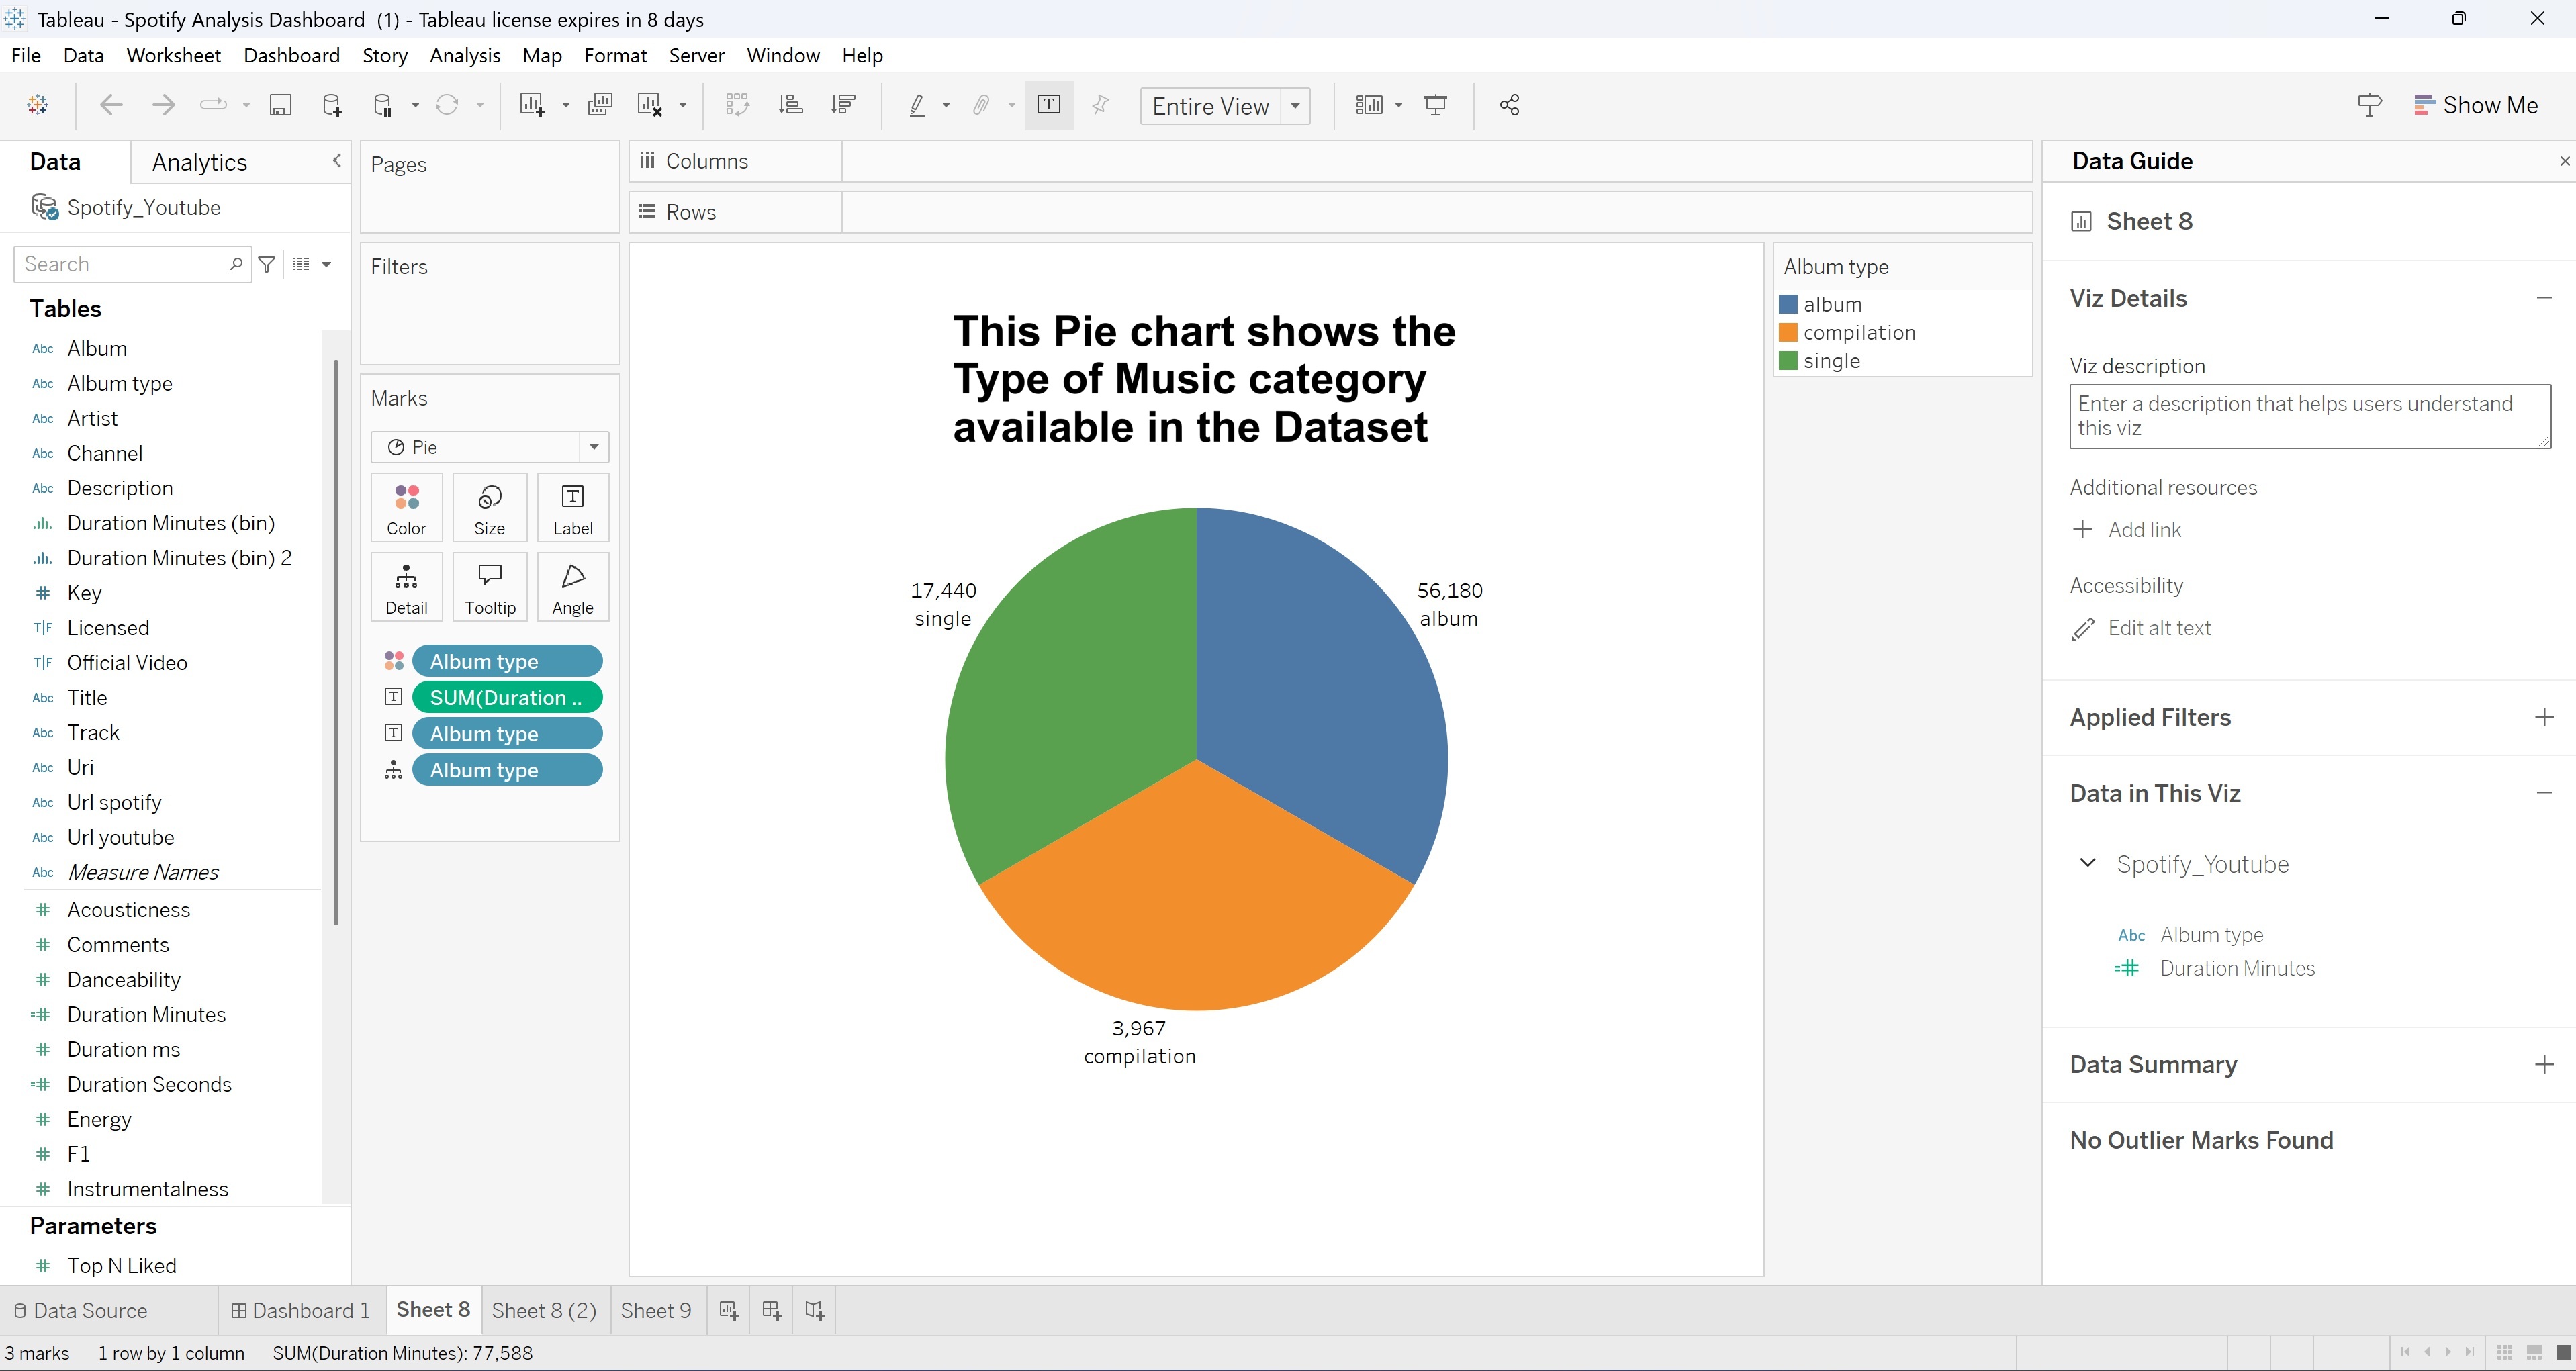 Tableau - Spotify Analysis Dashboard (1) - Tableau license expires in 8 days
File Data Worksheet Dashboard Story Analysis Map Format Server Window Help
Entire View
Show Me
Data
Analytics
Spotify_Youtube
Search
Tables
Abc Album
Abc Album type
Abc Artist
Abc Channel
Abc Description
Duration Minutes (bin)
Duration Minutes (bin) 2
# Key
T|F Licensed
T|F Official Video
Abc Title
Abc Track
Abc Uri
Abc Url spotify
Abc Url youtube
Abc Measure Names
# Acousticness
# Comments
# Danceability
=# Duration Minutes
# Duration ms
=# Duration Seconds
# Energy
# F1
# Instrumentalness
Parameters
# Top N Liked
Pages
Filters
Marks
Pie
Color Size Label
Detail Tooltip Angle
Album type
T SUM(Duration ..
T Album type
Album type
Columns
Rows
This Pie chart shows the
Type of Music category
available in the Dataset
17,440
single
56,180
album
3,967
compilation
Album type
album
compilation
single
Data Guide
Sheet 8
Viz Details
Viz description
Enter a description that helps users understand
this viz
Additional resources
Add link
Accessibility
Edit alt text
Applied Filters
Data in This Viz
Spotify_Youtube
Abc Album type
=# Duration Minutes
Data Summary
No Outlier Marks Found
Data Source Dashboard 1 Sheet 8 Sheet 8 (2) Sheet 9
3 marks 1 row by 1 column SUM(Duration Minutes): 77,588